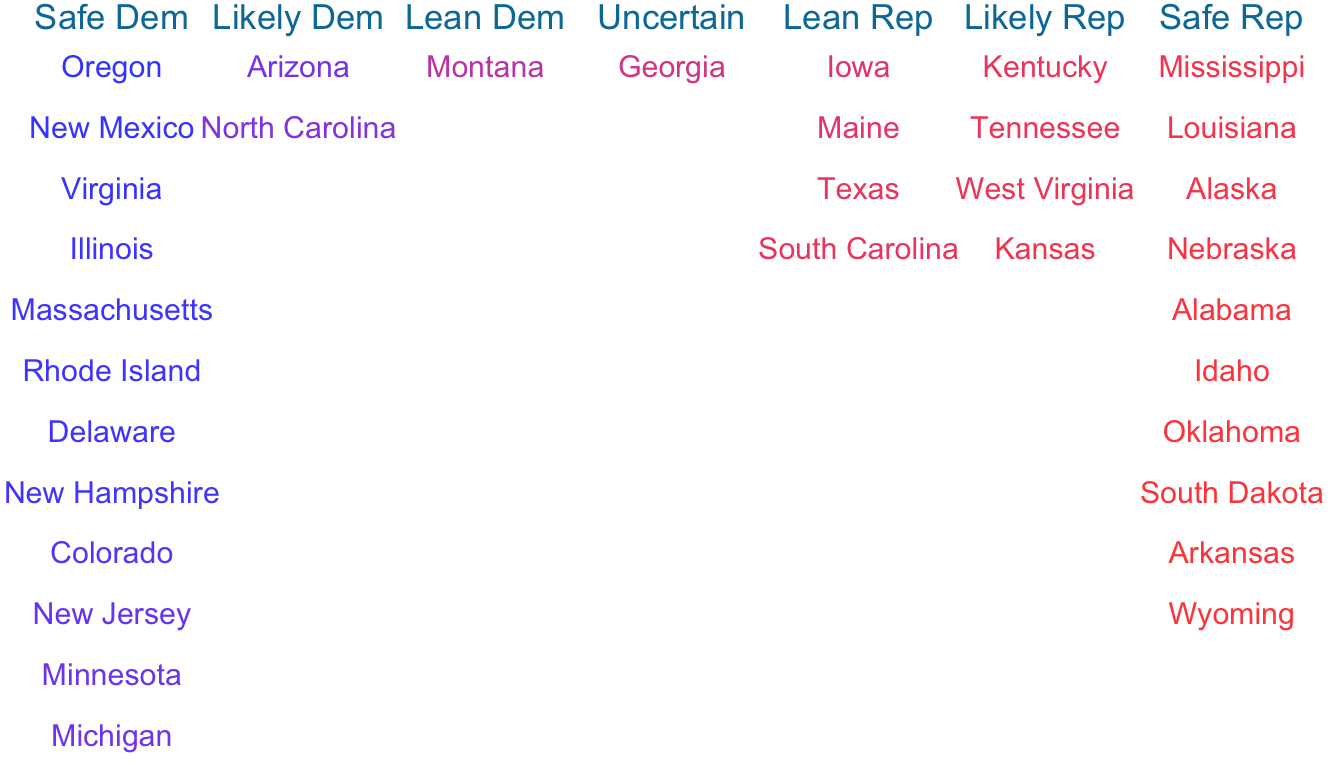 Safe Dem Likely Dem Lean Dem Uncertain Lean Rep Likely Rep Safe Rep
Oregon Arizona Montana Georgia Iowa Kentucky Mississippi
New Mexico North Carolina Maine Tennessee Louisiana
Virginia Texas West Virginia Alaska
Illinois South Carolina Kansas Nebraska
Massachusetts Alabama
Rhode Island Idaho
Delaware Oklahoma
New Hampshire South Dakota
Colorado Arkansas
New Jersey Wyoming
Minnesota
Michigan